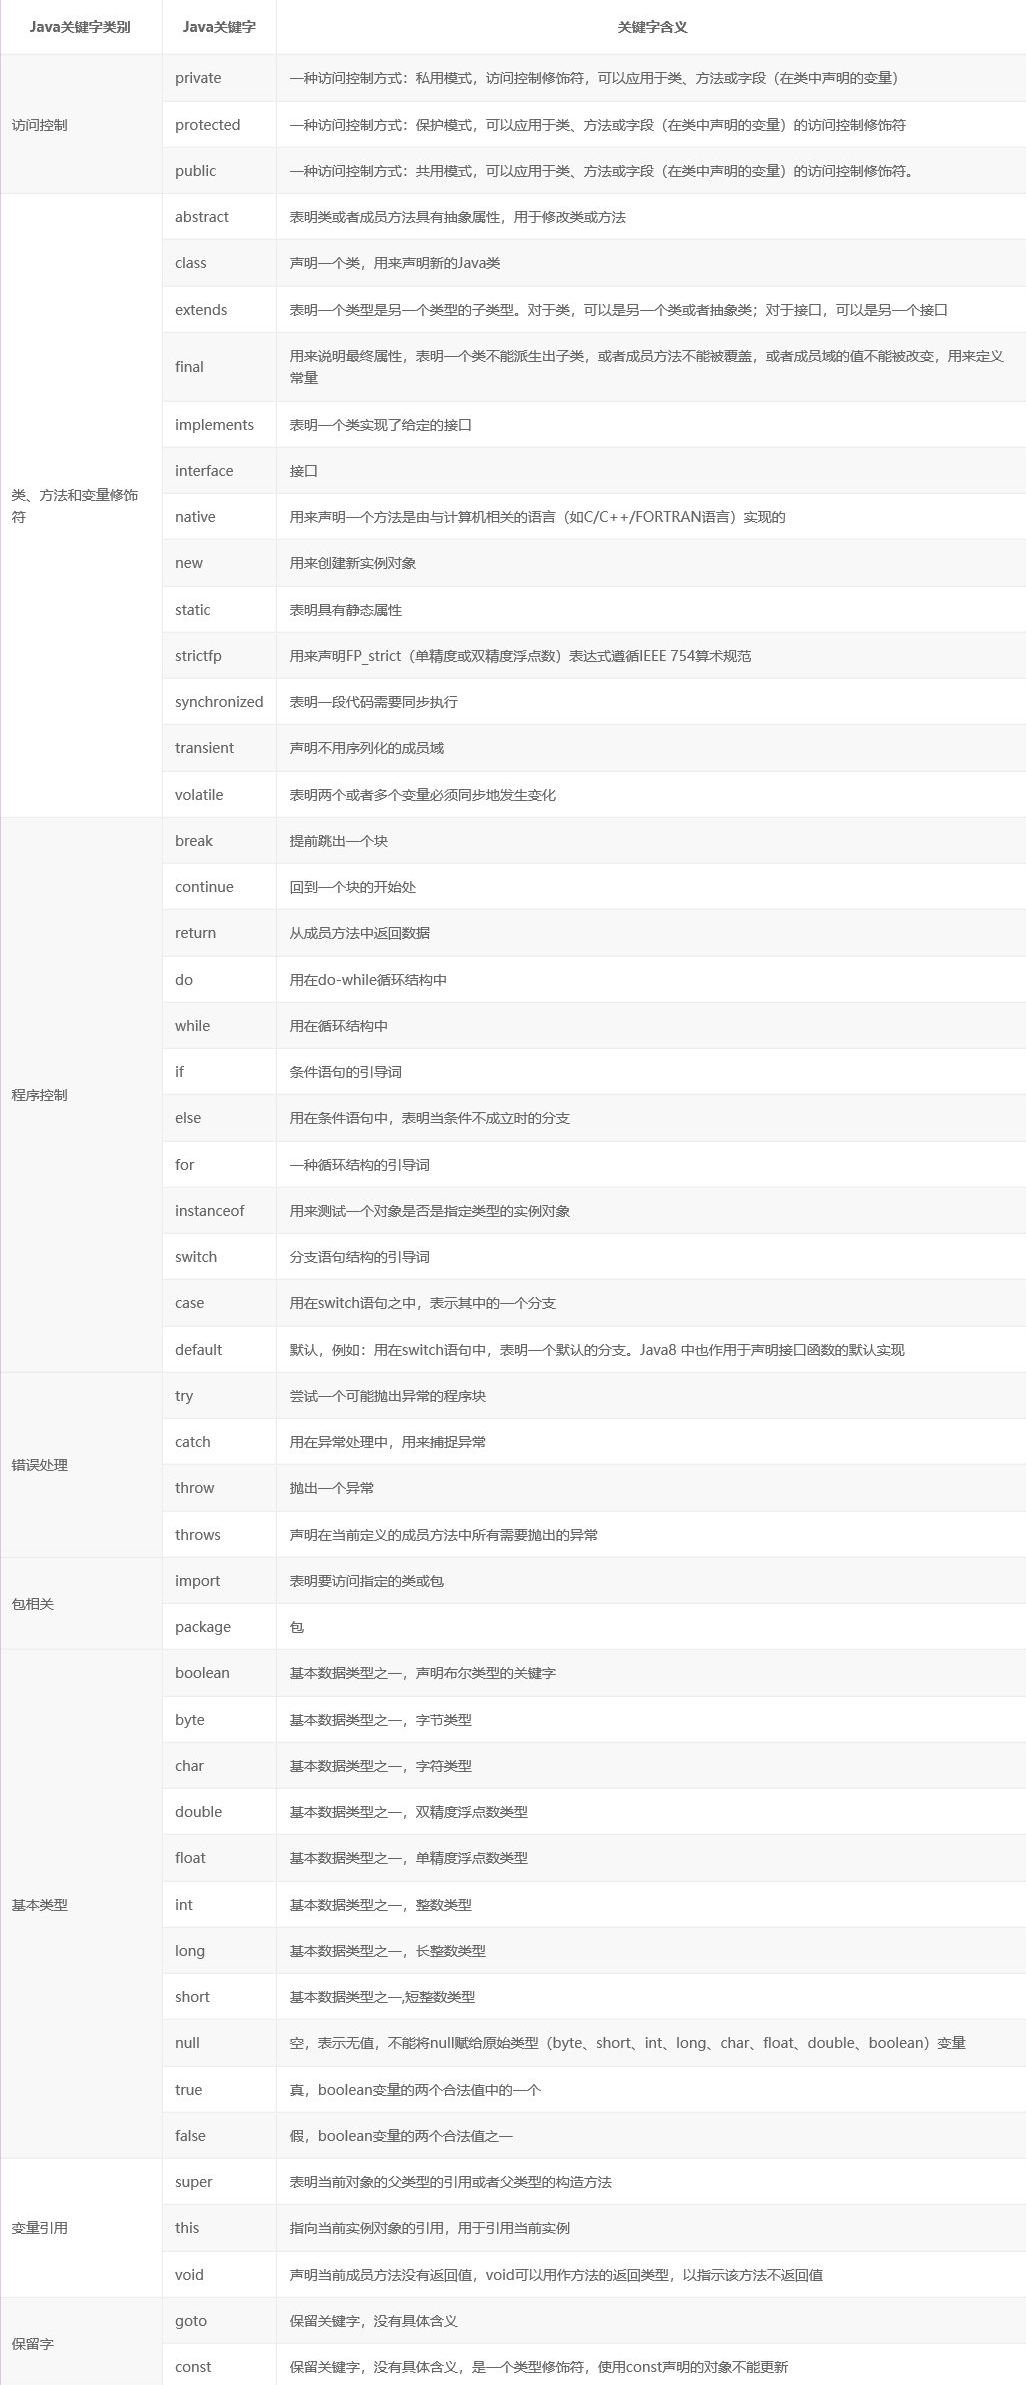 Java关键字类别 Java关键字 关键字含义
访问控制
private 一种访问控制方式：私用模式，访问控制修饰符，可以应用于类、方法或字段（在类中声明的变量）
protected 一种访问控制方式：保护模式，可以应用于类、方法或字段（在类中声明的变量）的访问控制修饰符
public 一种访问控制方式：共用模式，可以应用于类、方法或字段（在类中声明的变量）的访问控制修饰符。
类、方法和变量修饰
符
abstract 表明类或者成员方法具有抽象属性，用于修改类或方法
class 声明一个类，用来声明新的Java类
extends 表明一个类型是另一个类型的子类型。对于类，可以是另一个类或者抽象类；对于接口，可以是另一个接口
final 用来说明最终属性，表明一个类不能派生出子类，或者成员方法不能被覆盖，或者成员域的值不能被改变，用来定义
常量
implements 表明一个类实现了给定的接口
interface 接口
native 用来声明一个方法是由与计算机相关的语言（如C/C++/FORTRAN语言）实现的
new 用来创建新实例对象
static 表明具有静态属性
strictfp 用来声明FP_strict（单精度或双精度浮点数）表达式遵循IEEE 754算术规范
synchronized 表明一段代码需要同步执行
transient 声明不用序列化的成员域
volatile 表明两个或者多个变量必须同步地发生变化
程序控制
break 提前跳出一个块
continue 回到一个块的开始处
return 从成员方法中返回数据
do 用在do-while循环结构中
while 用在循环结构中
if 条件语句的引导词
else 用在条件语句中，表明当条件不成立时的分支
for 一种循环结构的引导词
instanceof 用来测试一个对象是否是指定类型的实例对象
switch 分支语句结构的引导词
case 用在switch语句之中，表示其中的一个分支
default 默认，例如：用在switch语句中，表明一个默认的分支。Java8 中也作用于声明接口函数的默认实现
错误处理
try 尝试一个可能抛出异常的程序块
catch 用在异常处理中，用来捕捉异常
throw 抛出一个异常
throws 声明在当前定义的成员方法中所有需要抛出的异常
包相关
import 表明要访问指定的类或包
package 包
基本类型
boolean 基本数据类型之一，声明布尔类型的关键字
byte 基本数据类型之一，字节类型
char 基本数据类型之一，字符类型
double 基本数据类型之一，双精度浮点数类型
float 基本数据类型之一，单精度浮点数类型
int 基本数据类型之一，整数类型
long 基本数据类型之一，长整数类型
short 基本数据类型之一,短整数类型
null 空，表示无值，不能将null赋给原始类型（byte、short、int、long、char、float、double、boolean）变量
true 真，boolean变量的两个合法值中的一个
false 假，boolean变量的两个合法值之一
变量引用
super 表明当前对象的父类型的引用或者父类型的构造方法
this 指向当前实例对象的引用，用于引用当前实例
void 声明当前成员方法没有返回值，void可以用作方法的返回类型，以指示该方法不返回值
保留字
goto 保留关键字，没有具体含义
const 保留关键字，没有具体含义，是一个类型修饰符，使用const声明的对象不能更新